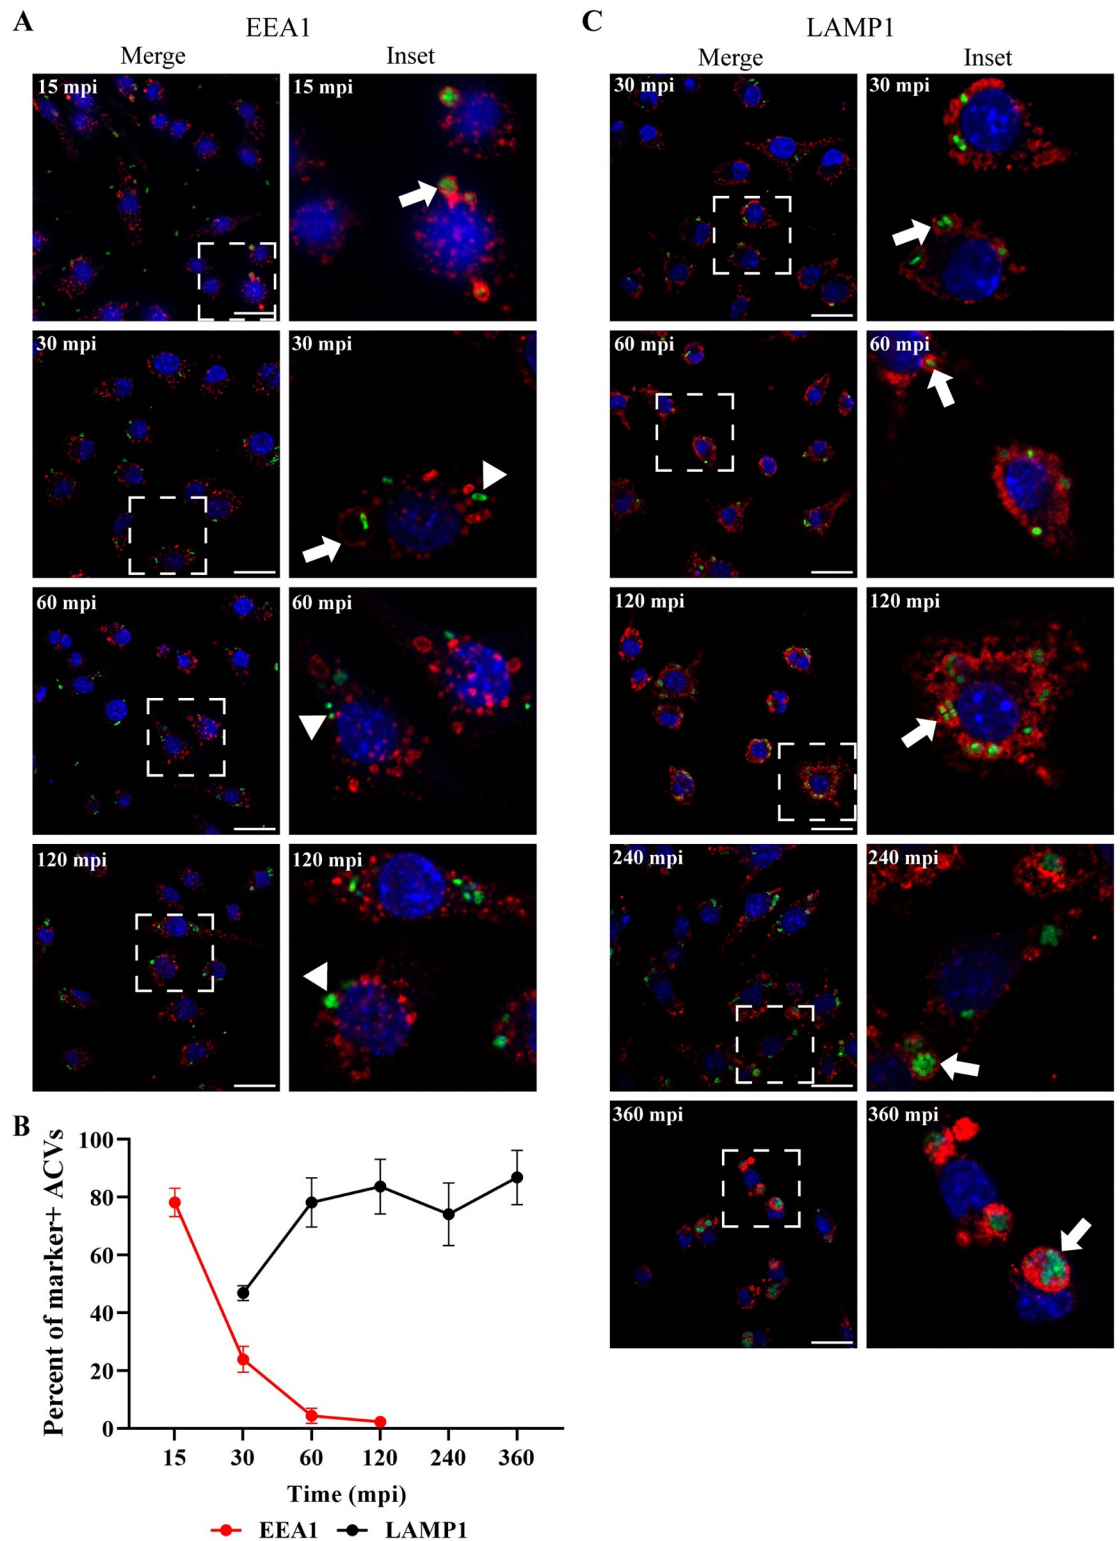 A
EEA1
Merge
Inset
15 mpi
15 mpi
30 mpi
30 mpi
60 mpi
60 mpi
120 mpi
120 mpi
B
Percent of marker+ ACVs
100
80
60
40
20
0
15
30
60
120
240
360
Time (mpi)
EEA1
LAMP1
C
LAMP1
Merge
Inset
30 mpi
30 mpi
60 mpi
60 mpi
120 mpi
120 mpi
240 mpi
240 mpi
360 mpi
360 mpi